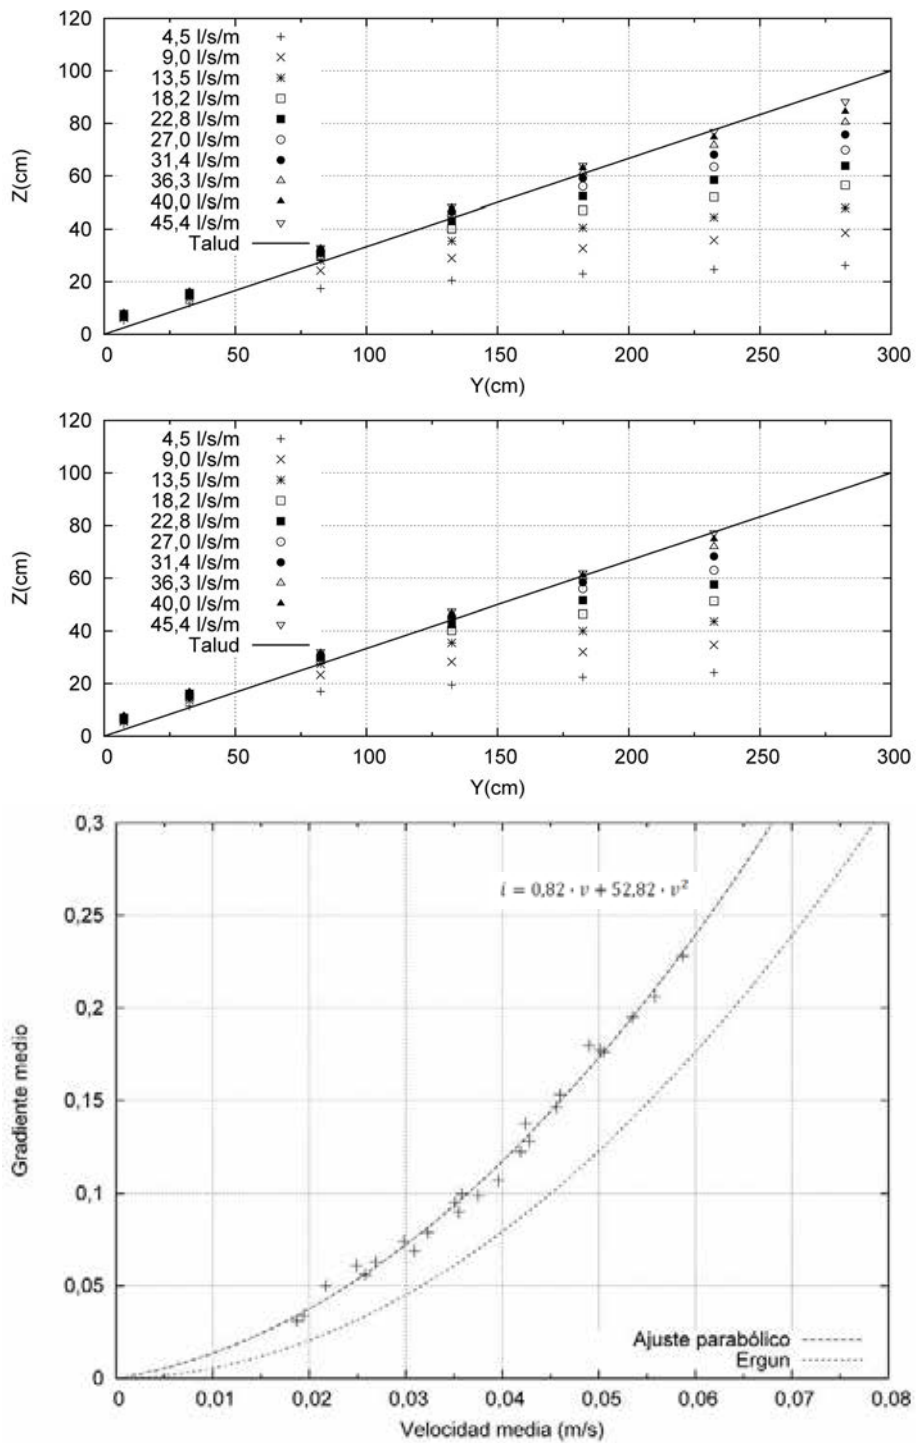 120
100
80
60
40
20
0
Z(cm)
4,5 l/s/m
9,0 l/s/m
13,5 l/s/m
18,2 l/s/m
22,8 l/s/m
27,0 l/s/m
31,4 l/s/m
36,3 l/s/m
40,0 l/s/m
45,4 l/s/m
Talud
0 50 100 150 200 250 300
Y(cm)
120
100
80
60
40
20
0
Z(cm)
4,5 l/s/m
9,0 l/s/m
13,5 l/s/m
18,2 l/s/m
22,8 l/s/m
27,0 l/s/m
31,4 l/s/m
36,3 l/s/m
40,0 l/s/m
45,4 l/s/m
Talud
0 50 100 150 200 250 300
Y(cm)
0,3
0,25
0,2
0,15
0,1
0,05
0
Gradiente medio
i = 0,82 · v + 52,82 · v²
Ajuste parabólico
Ergun
0 0,01 0,02 0,03 0,04 0,05 0,06 0,07 0,08
Velocidad media (m/s)